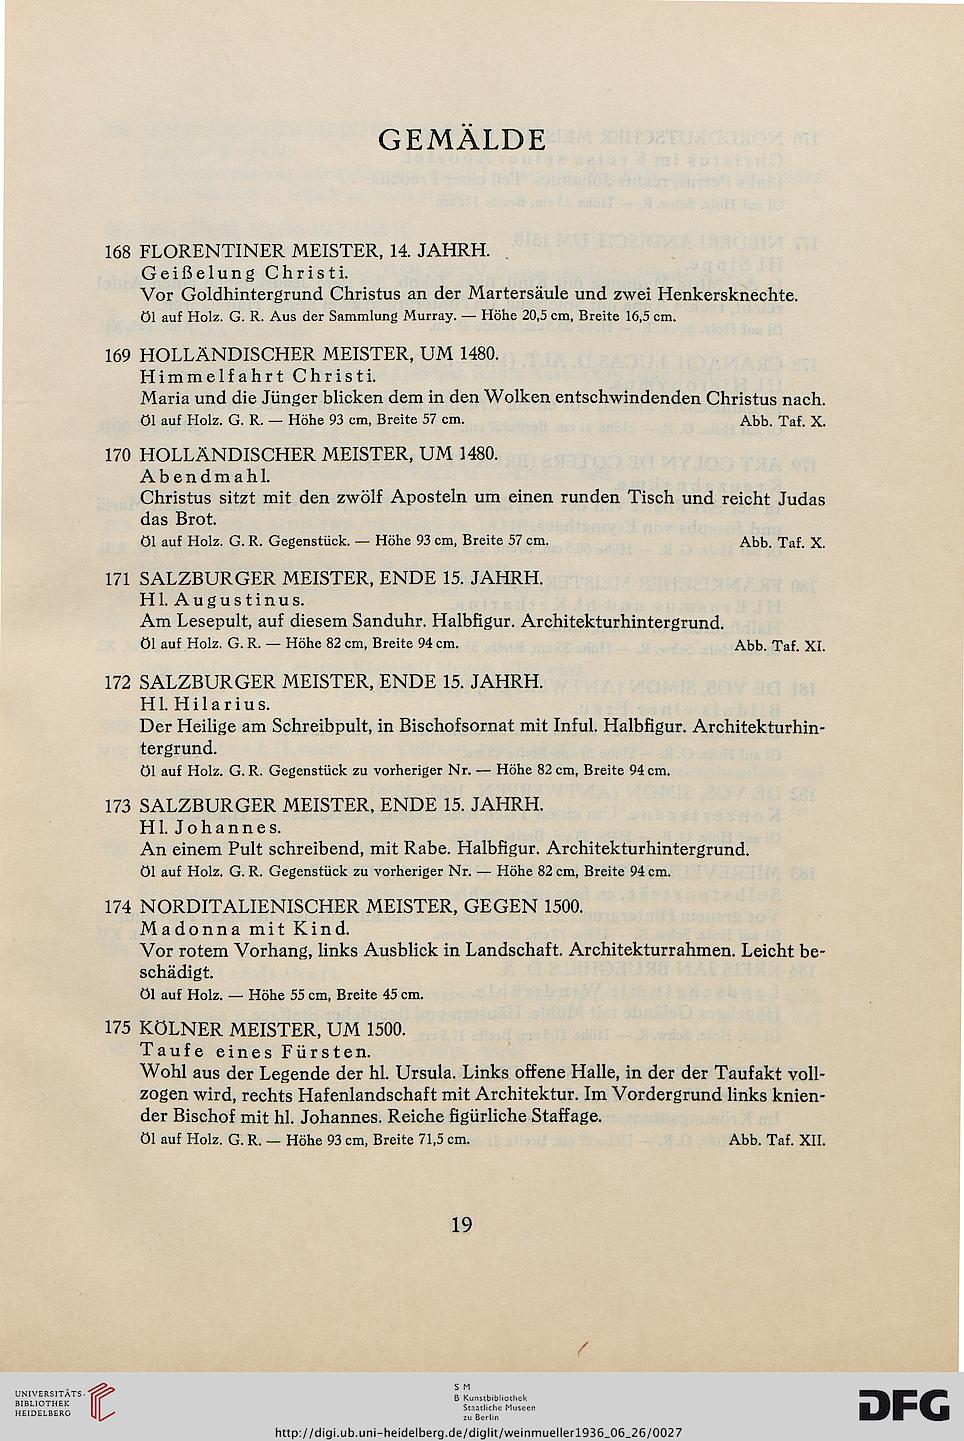 GEMÄLDE
168 FLORENTINER MEISTER, 14. JAHRH.
Geißelung Christi.
Vor Goldhintergrund Christus an der Martersäule und zwei Henkersknechte.
Öl auf Holz. G. R. Aus der Sammlung Murray. — Höhe 20,5 cm, Breite 16,5 cm.
169 HOLLÄNDISCHER MEISTER, UM 1480.
Himmelfahrt Christi.
Maria und die Jünger blicken dem in den Wolken entschwindenden Christus nach.
Öl auf Holz. G. R. — Höhe 93 cm, Breite 57 cm. Abb. Taf. X.
170 HOLLÄNDISCHER MEISTER, UM 1480.
Abendmahl.
Christus sitzt mit den zwölf Aposteln um einen runden Tisch und reicht Judas
das Brot.
Öl auf Holz. G. R. Gegenstück. — Höhe 93 cm, Breite 57 cm. Abb. Taf. X.
171 SALZBURGER MEISTER, ENDE 15. JAHRH.
Hl. Augustinus.
Am Lesepult, auf diesem Sanduhr. Halbfigur. Architekturhintergrund.
Öl auf Holz. G. R. — Höhe 82 cm, Breite 94 cm. Abb. Taf. XI.
172 SALZBURGER MEISTER, ENDE 15. JAHRH.
Hl. Hilarius.
Der Heilige am Schreibpult, in Bischofsornat mit Inful. Halbfigur. Architekturhin-
tergrund.
Öl auf Holz. G. R. Gegenstück zu vorheriger Nr. — Höhe 82 cm, Breite 94 cm.
173 SALZBURGER MEISTER, ENDE 15. JAHRH.
Hl. Johannes.
An einem Pult schreibend, mit Rabe. Halbfigur. Architekturhintergrund.
Öl auf Holz. G. R. Gegenstück zu vorheriger Nr. — Höhe 82 cm, Breite 94 cm.
174 NORDITALIENISCHER MEISTER, GEGEN 1500.
Madonna mit Kind.
Vor rotem Vorhang, links Ausblick in Landschaft. Architekturrahmen. Leicht be-
schädigt.
Öl auf Holz. — Höhe 55 cm, Breite 45 cm.
175 KÖLNER MEISTER, UM 1500.
Taufe eines Fürsten.
Wohl aus der Legende der hl. Ursula. Links offene Halle, in der der Taufakt voll-
zogen wird, rechts Hafenlandschaft mit Architektur. Im Vordergrund links knien-
der Bischof mit hl. Johannes. Reiche figürliche Staffage.
Öl auf Holz. G. R. — Höhe 93 cm, Breite 71,5 cm. Abb. Taf. XII.
19
UNIVERSITÄTS-
BIBLIOTHEK
HEIDELBERG
S M
B Kunstbibliothek
Staatliche Museen
zu Berlin
DFG
http://digi.ub.uni-heidelberg.de/diglit/weinmueller1936_06_26/0027